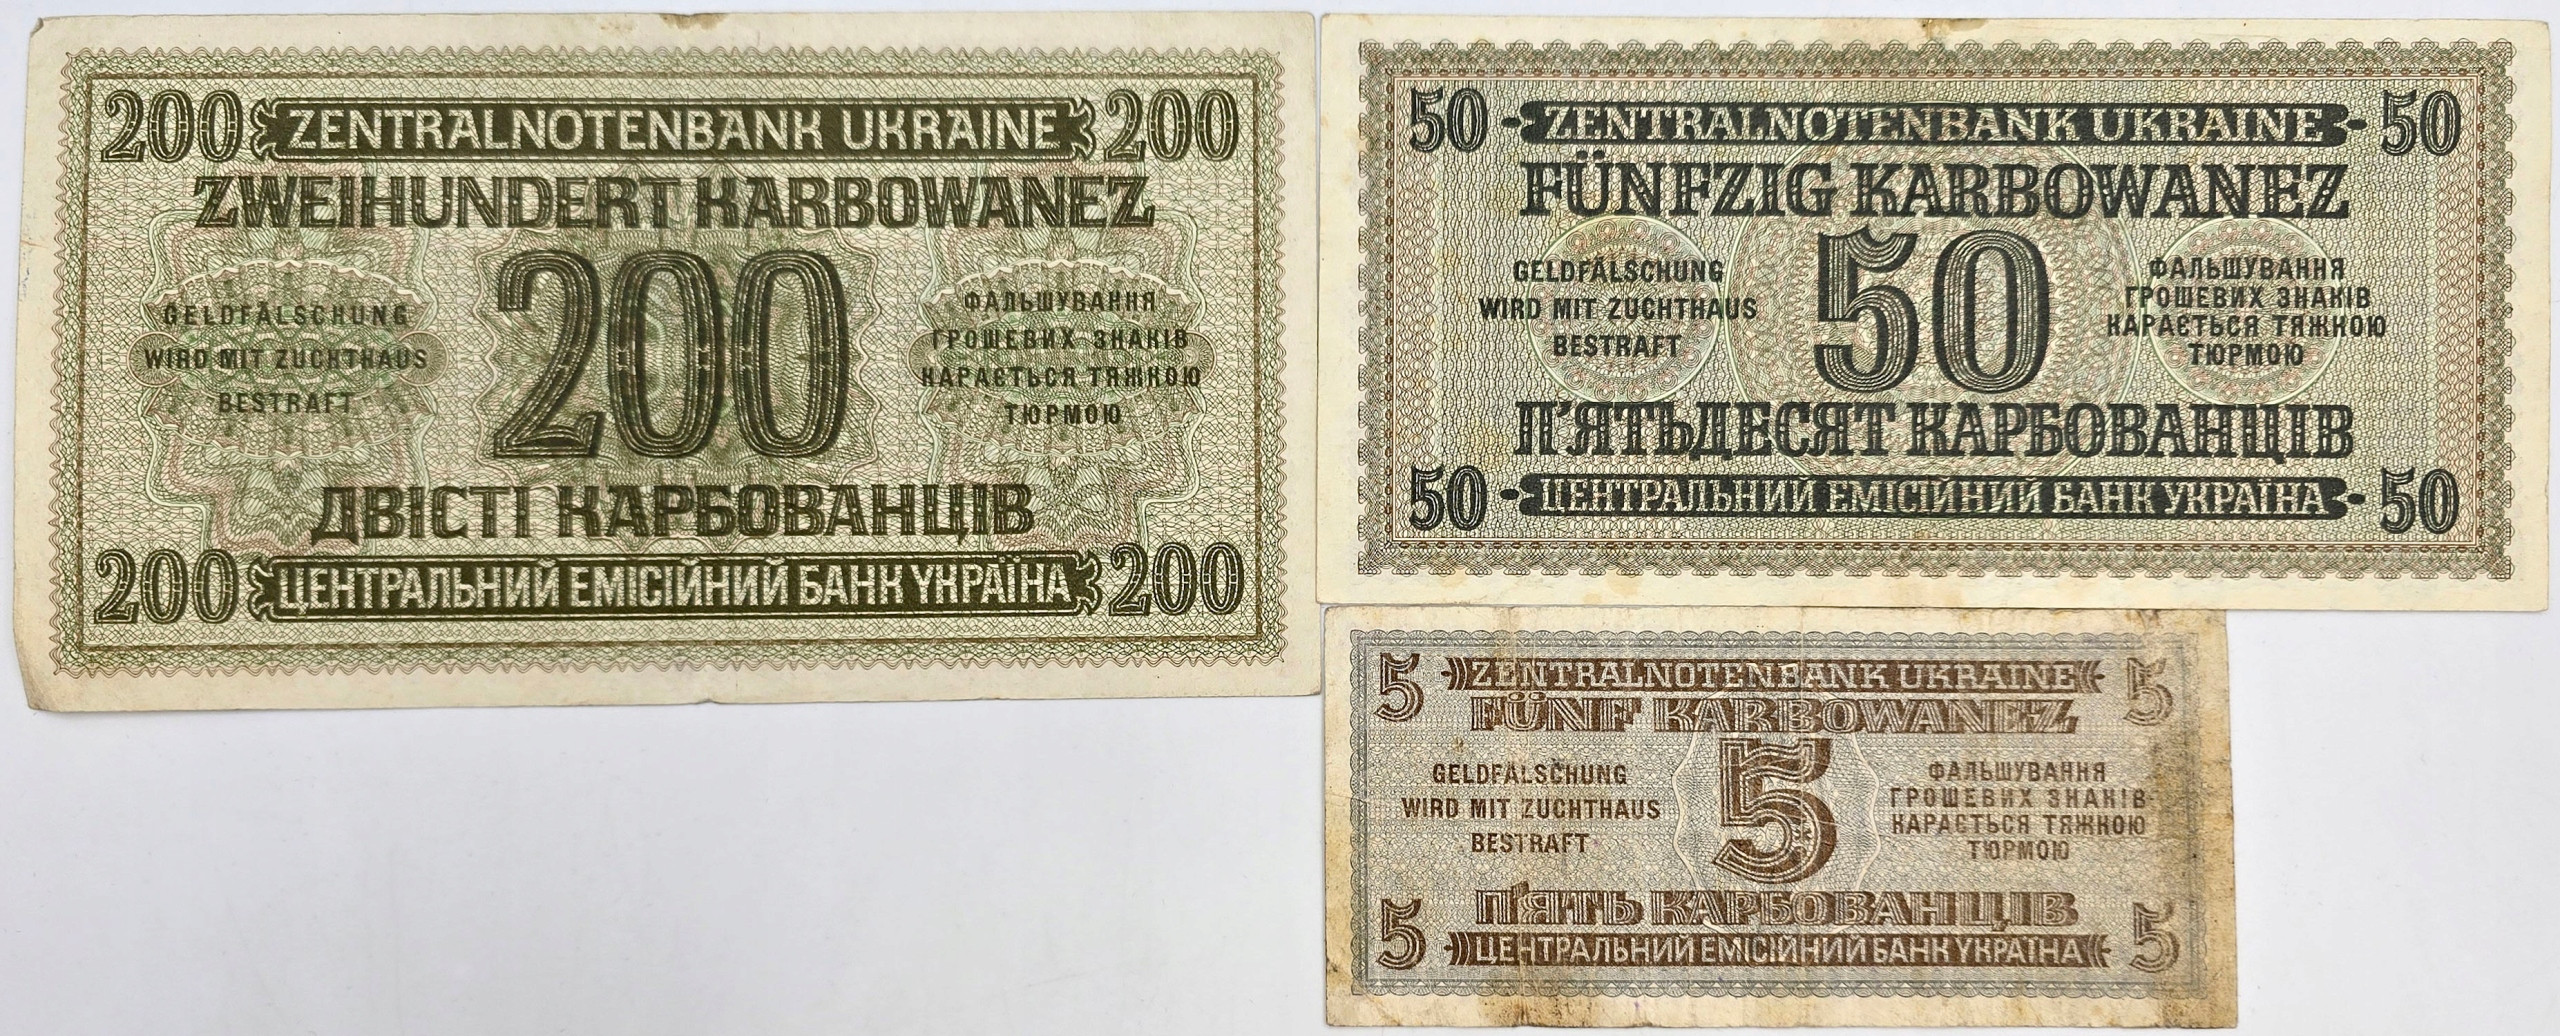 200 ZENTRALNOTENBANK UKRAINE 200
ZWEIHUNDERT KARBOWANEZ
GELDFÄLSCHUNG
WIRD MIT ZUCHTHAUS
BESTRAFT
200
ФАЛЬШУВАННЯ
ГРОШЕВИХ ЗНАКІВ
КАРАЄТЬСЯ ТЯЖКОЮ
ТЮРМОЮ
ДВІСТІ КАРБОВАНЦІВ
200 ЦЕНТРАЛЬНИЙ ЕМІСІЙНИЙ БАНК УКРАЇНА 200
50 ZENTRALNOTENBANK UKRAINE 50
FÜNFZIG KARBOWANEZ
GELDFÄLSCHUNG
WIRD MIT ZUCHTHAUS
BESTRAFT
50
ФАЛЬШУВАННЯ
ГРОШЕВИХ ЗНАКІВ
КАРАЄТЬСЯ ТЯЖКОЮ
ТЮРМОЮ
П'ЯТЬДЕСЯТ КАРБОВАНЦІВ
50 ЦЕНТРАЛЬНИЙ ЕМІСІЙНИЙ БАНК УКРАЇНА 50
5 ZENTRALNOTENBANK UKRAINE 5
FÜNF KARBOWANEZ
GELDFÄLSCHUNG
WIRD MIT ZUCHTHAUS
BESTRAFT
5
ФАЛЬШУВАННЯ
ГРОШЕВИХ ЗНАКІВ
КАРАЄТЬСЯ ТЯЖКОЮ
ТЮРМОЮ
П'ЯТЬ КАРБОВАНЦІВ
5 ЦЕНТРАЛЬНИЙ ЕМІСІЙНИЙ БАНК УКРАЇНА 5